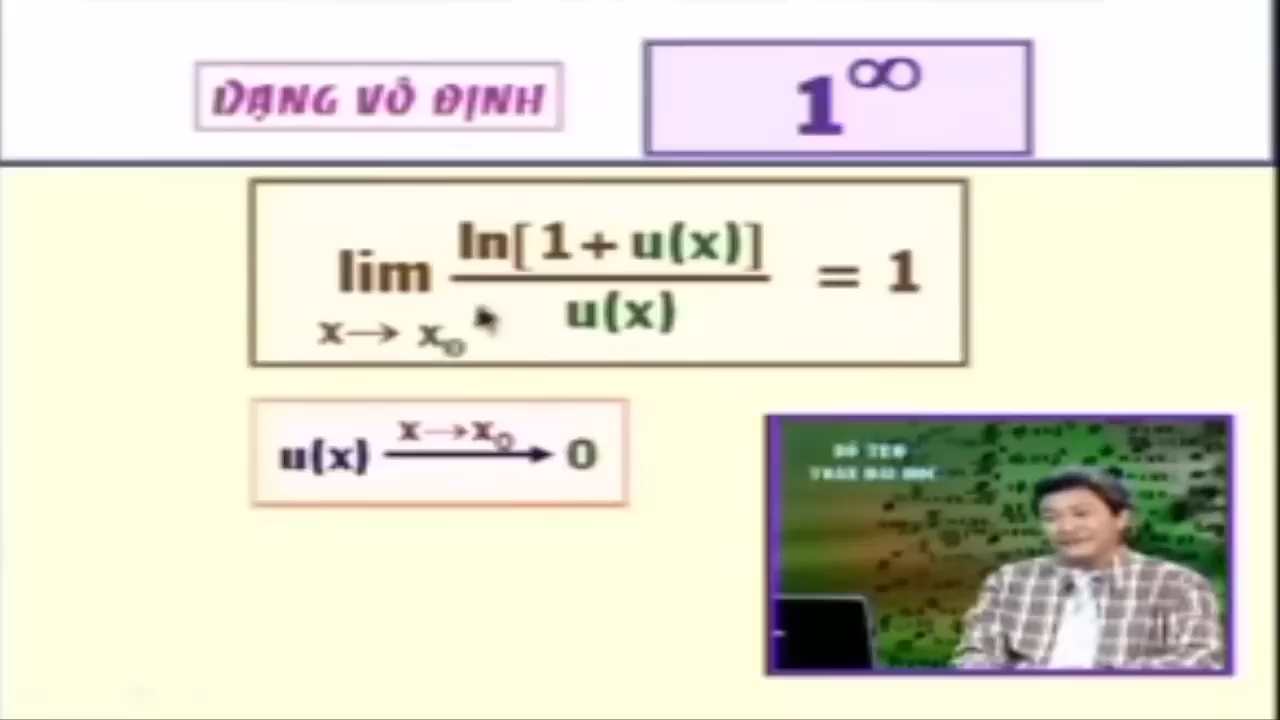 DẠNG VÔ ĐỊNH
1^∞
lim ln[1 + u(x)] / u(x) = 1
x→ x₀
u(x) x→x₀ 0